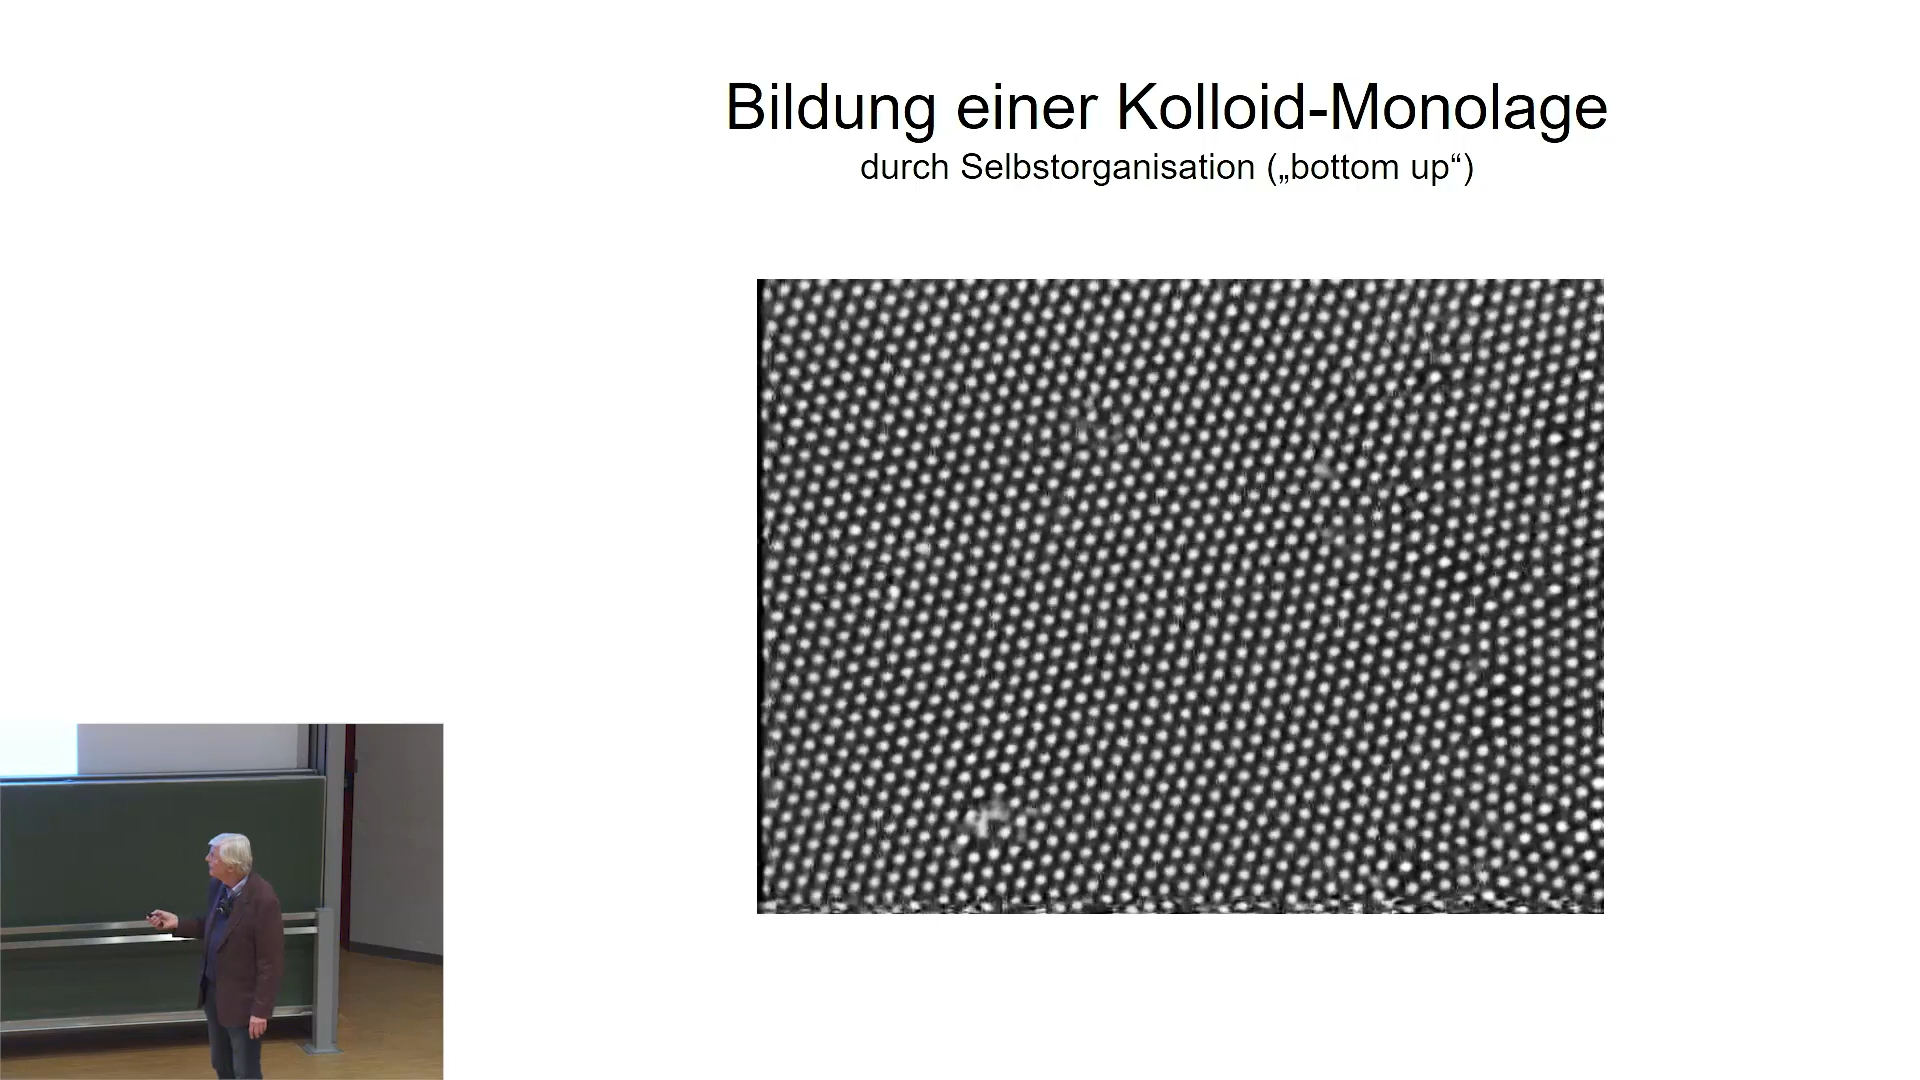 Bildung einer Kolloid-Monolage
durch Selbstorganisation („bottom up“)